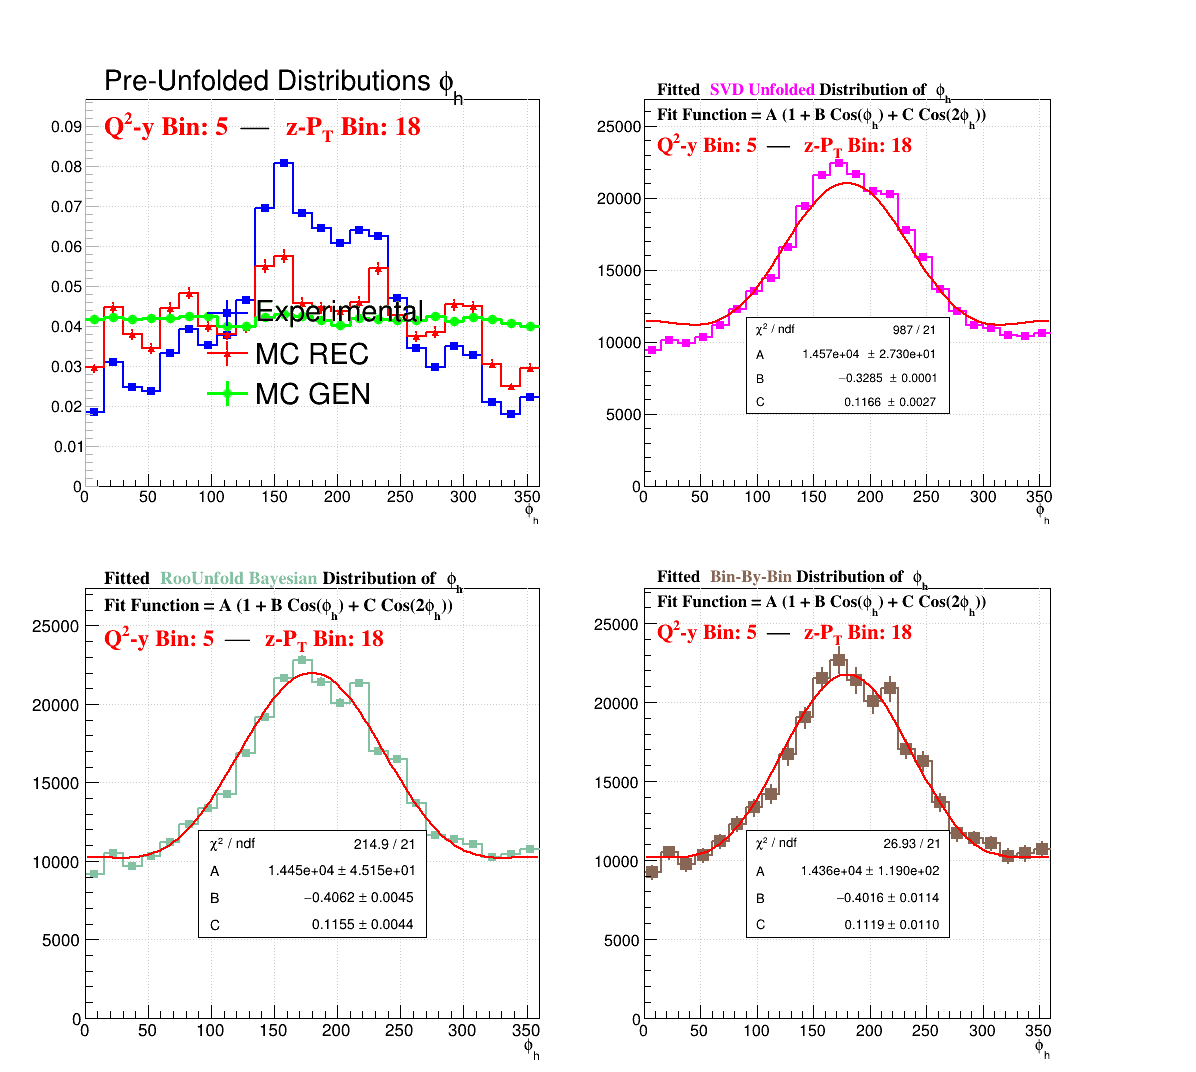 Pre-Unfolded Distributions ϕh
Q²-y Bin: 5 — z-PT Bin: 18
0.09
0.08
0.07
0.06
0.05
0.04
0.03
0.02
0.01
0
Experimental
MC REC
MC GEN
0 50 100 150 200 250 300 350
ϕh
Fitted SVD Unfolded Distribution of ϕh
Fit Function = A (1 + B Cos(ϕh) + C Cos(2ϕh))
Q²-y Bin: 5 — z-PT Bin: 18
25000
20000
15000
10000
5000
0
χ² / ndf 987 / 21
A 1.457e+04 ± 2.730e+01
B −0.3285 ± 0.0001
C 0.1166 ± 0.0027
0 50 100 150 200 250 300 350
ϕh
Fitted RooUnfold Bayesian Distribution of ϕh
Fit Function = A (1 + B Cos(ϕh) + C Cos(2ϕh))
Q²-y Bin: 5 — z-PT Bin: 18
25000
20000
15000
10000
5000
0
χ² / ndf 214.9 / 21
A 1.445e+04 ± 4.515e+01
B −0.4062 ± 0.0045
C 0.1155 ± 0.0044
0 50 100 150 200 250 300 350
ϕh
Fitted Bin-By-Bin Distribution of ϕh
Fit Function = A (1 + B Cos(ϕh) + C Cos(2ϕh))
Q²-y Bin: 5 — z-PT Bin: 18
25000
20000
15000
10000
5000
0
χ² / ndf 26.93 / 21
A 1.436e+04 ± 1.190e+02
B −0.4016 ± 0.0114
C 0.1119 ± 0.0110
0 50 100 150 200 250 300 350
ϕh